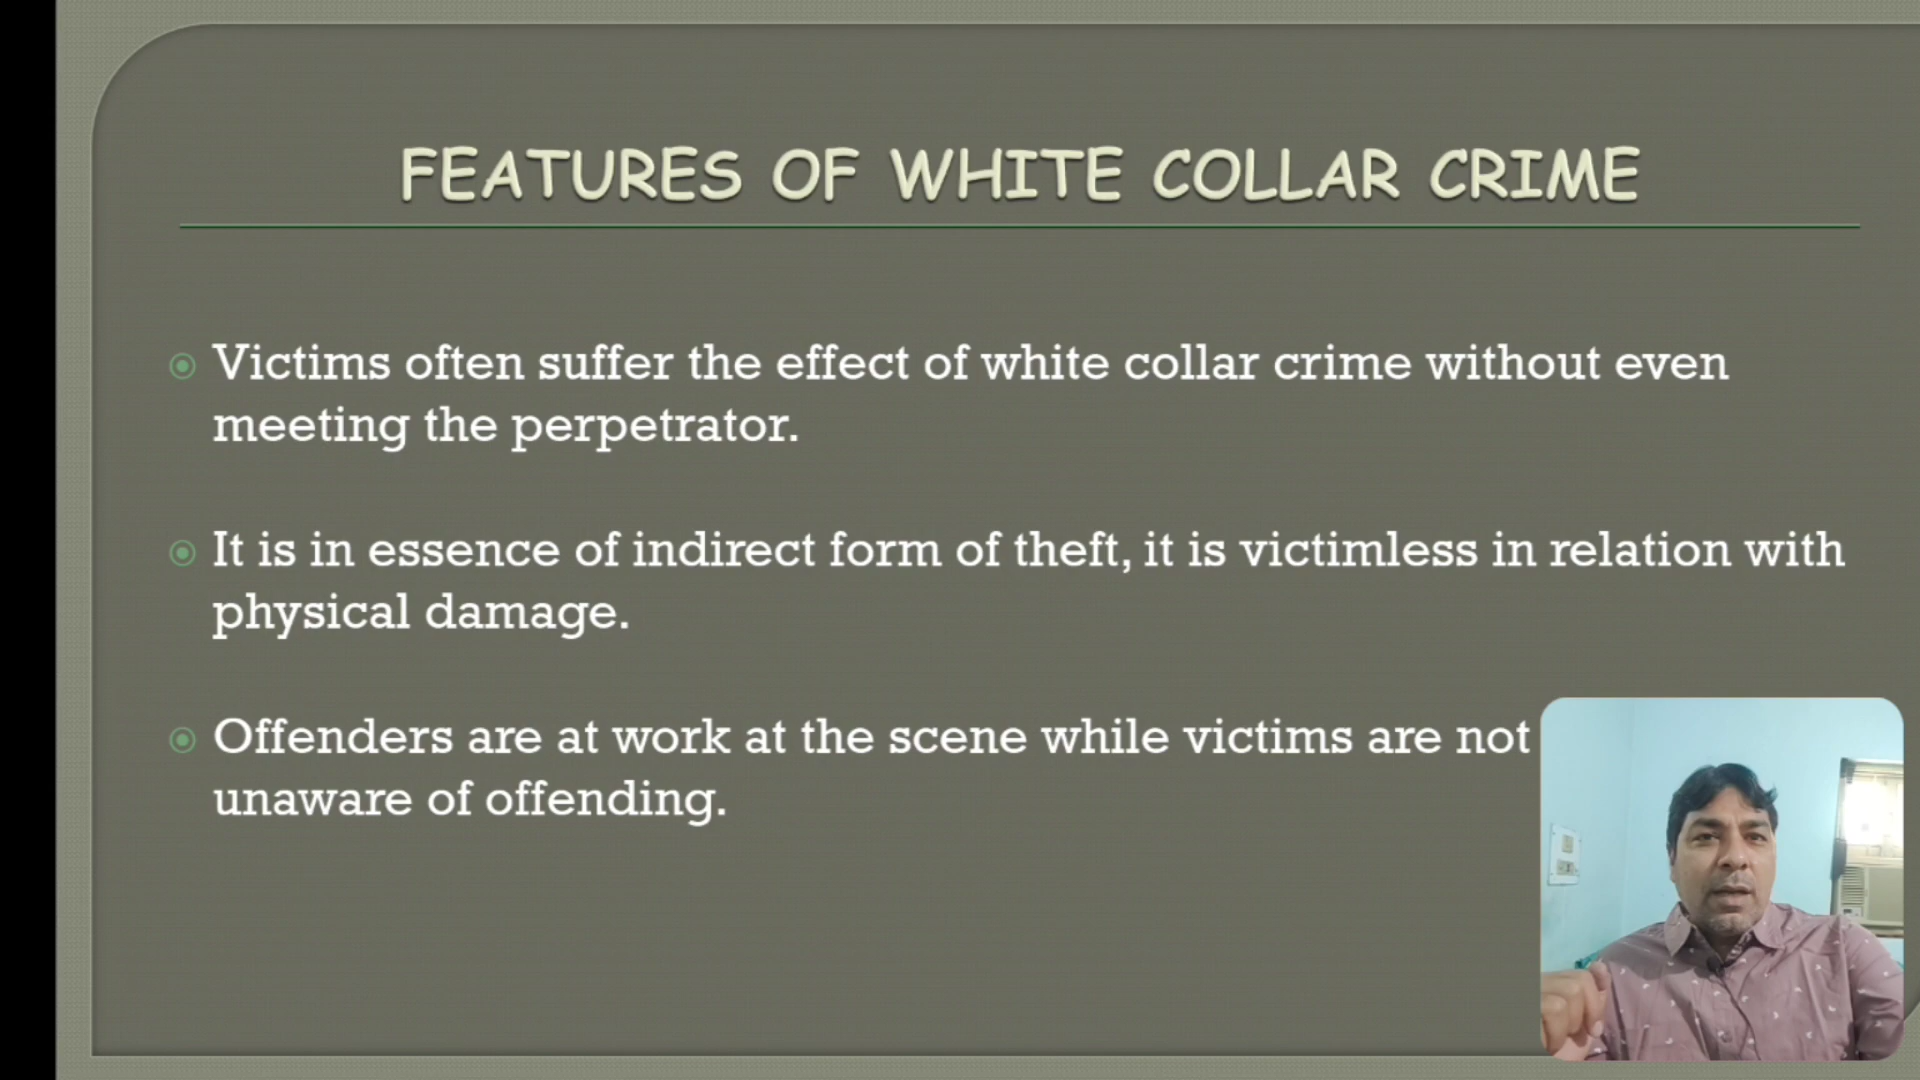 FEATURES OF WHITE COLLAR CRIME
Victims often suffer the effect of white collar crime without even
meeting the perpetrator.
It is in essence of indirect form of theft, it is victimless in relation with
physical damage.
Offenders are at work at the scene while victims are not
unaware of offending.